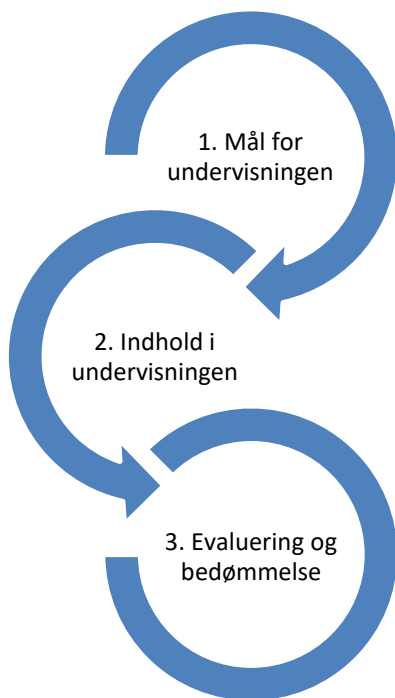 1. Mål for
undervisningen
2. Indhold i
undervisningen
3. Evaluering og
bedømmelse